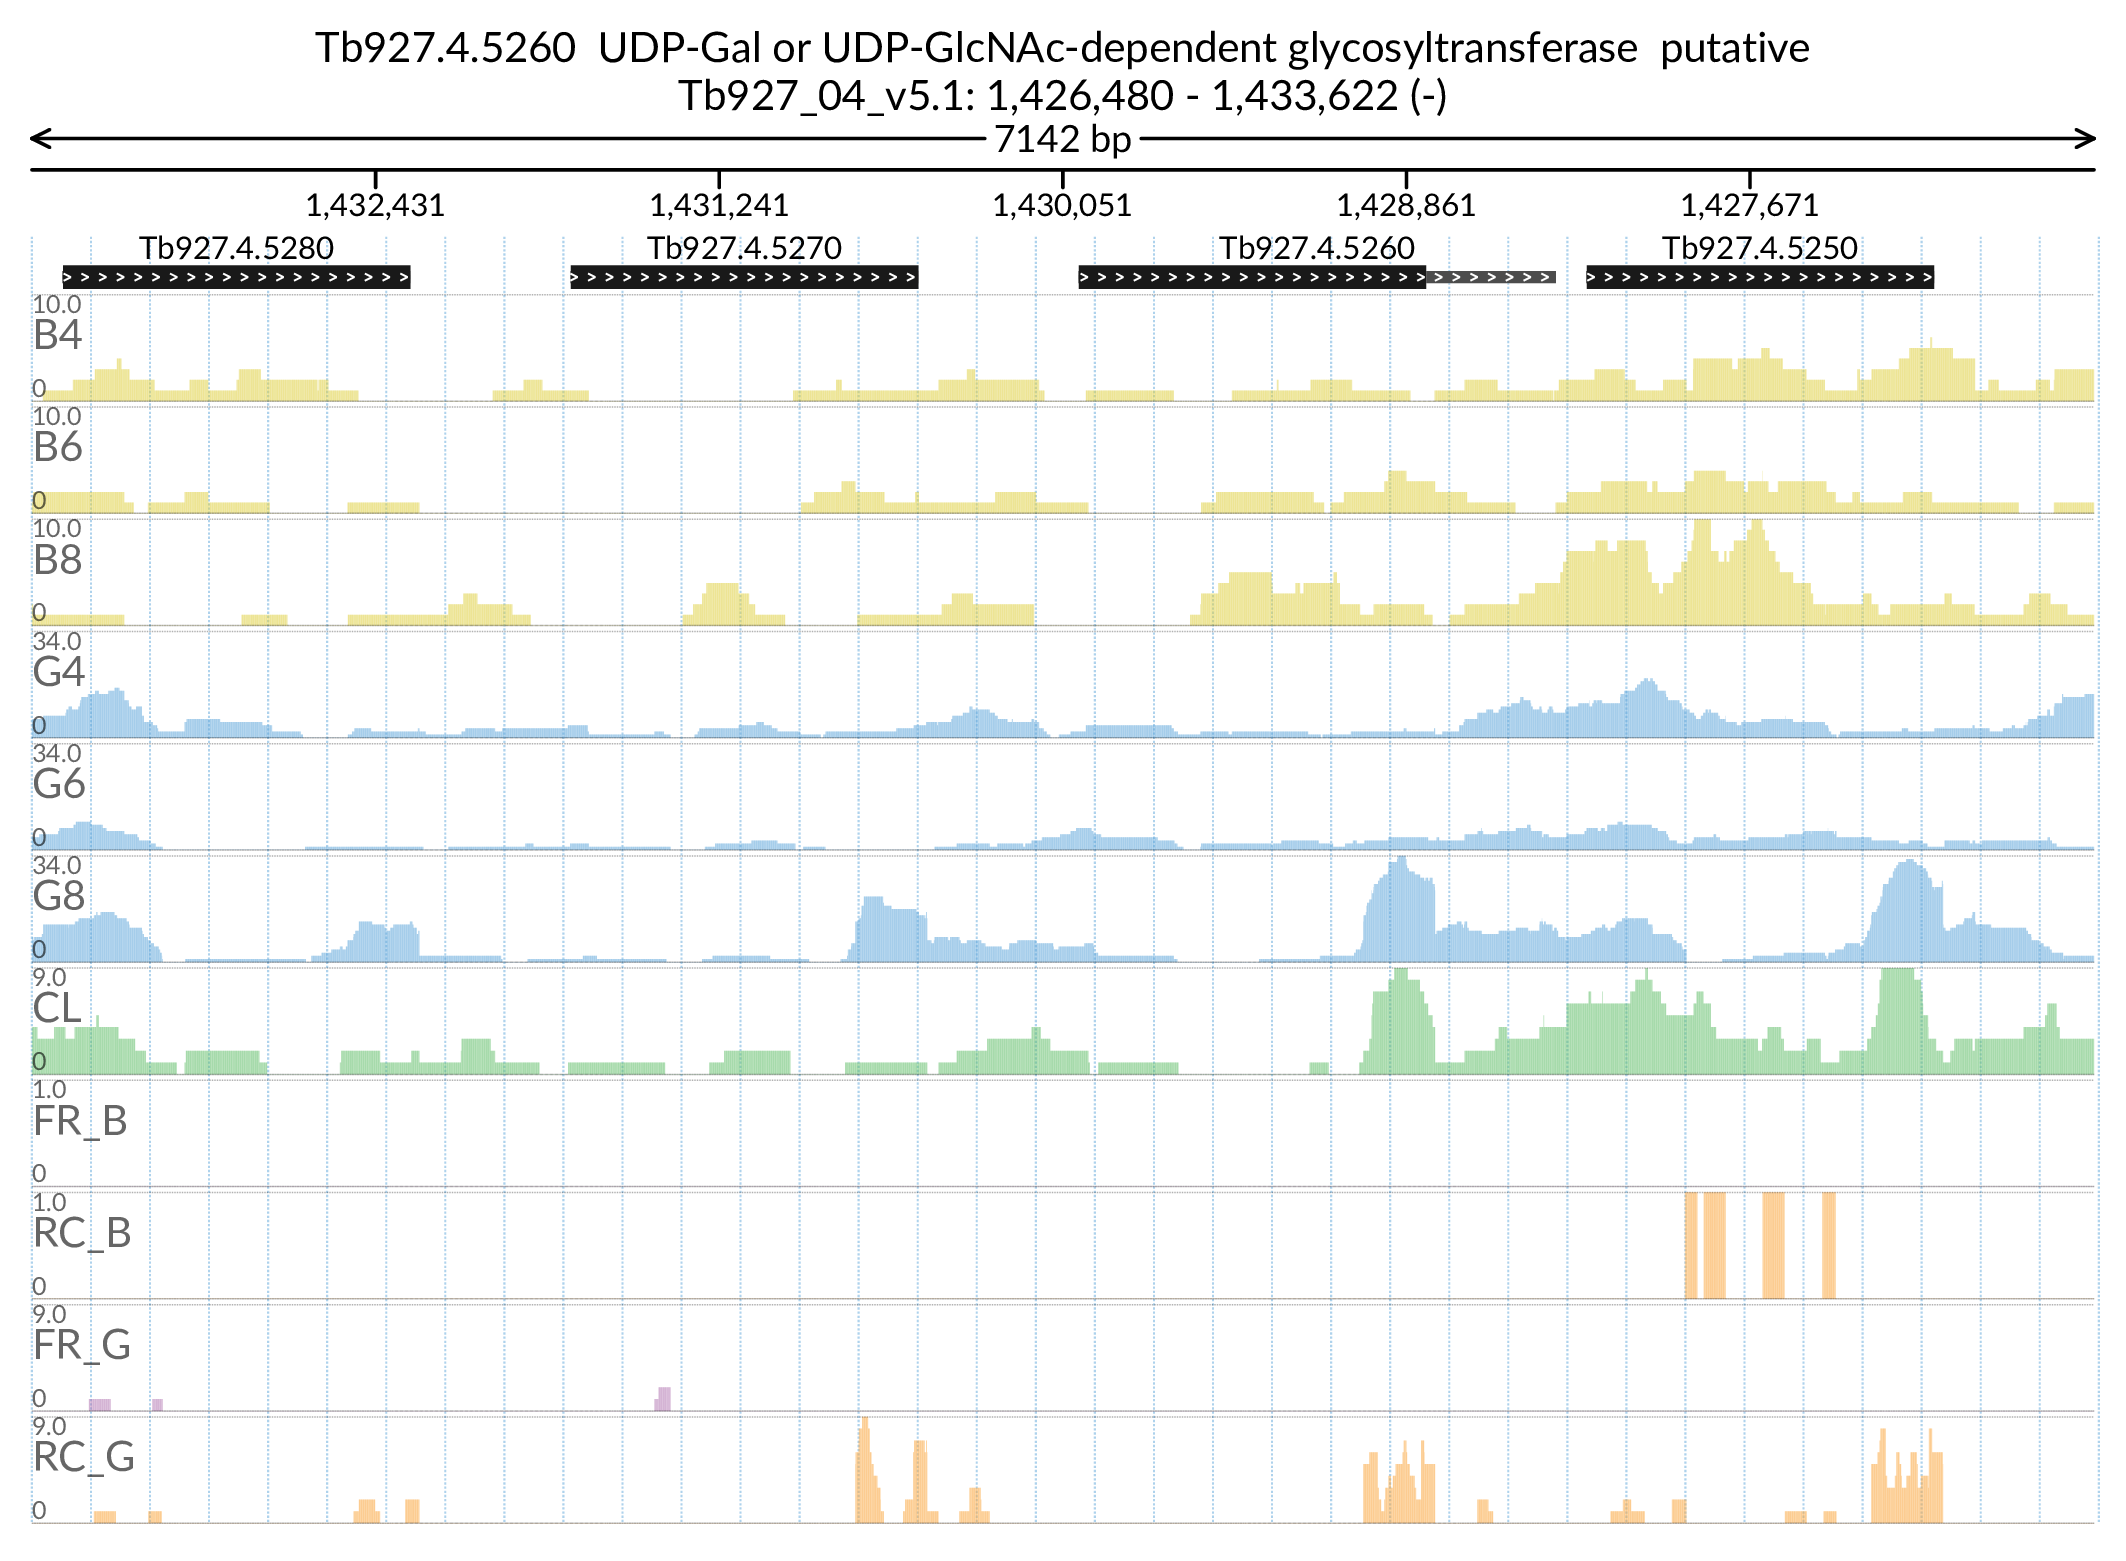 Tb927.4.5260 UDP-Gal or UDP-GlcNAc-dependent glycosyltransferase putative
Tb927_04_v5.1: 1,426,480 - 1,433,622 (-)
7142 bp
1,432,431 1,431,241 1,430,051 1,428,861 1,427,671
Tb927.4.5280 Tb927.4.5270 Tb927.4.5260 Tb927.4.5250
10.0
B4
0
10.0
B6
0
10.0
B8
0
34.0
G4
0
34.0
G6
0
34.0
G8
0
9.0
CL
0
1.0
FR_B
0
1.0
RC_B
0
9.0
FR_G
0
9.0
RC_G
0